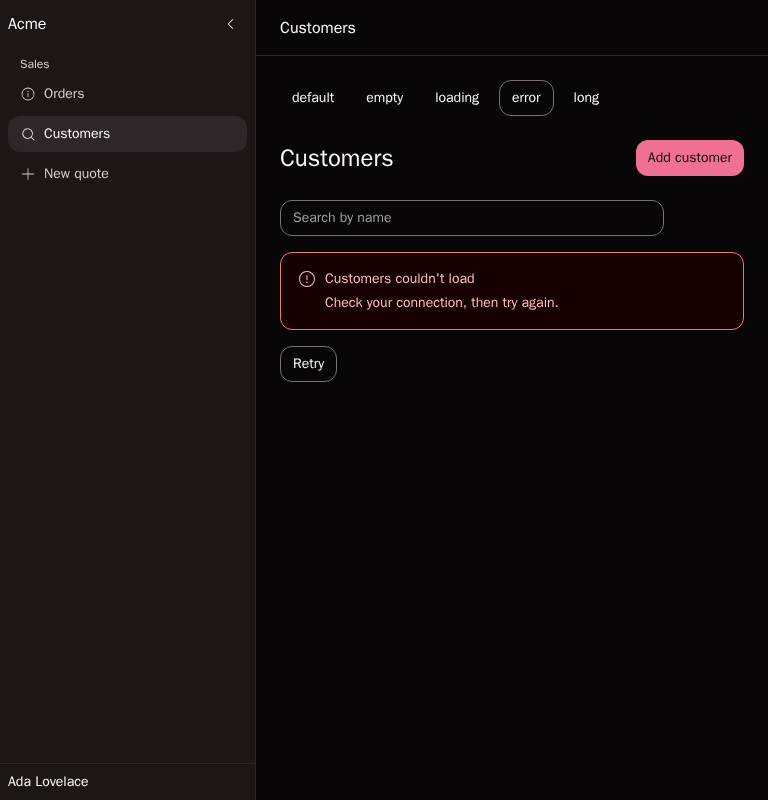 Acme
Sales
Orders
Customers
New quote
Ada Lovelace
Customers
default empty loading error long
Customers
Add customer
Search by name
Customers couldn't load
Check your connection, then try again.
Retry